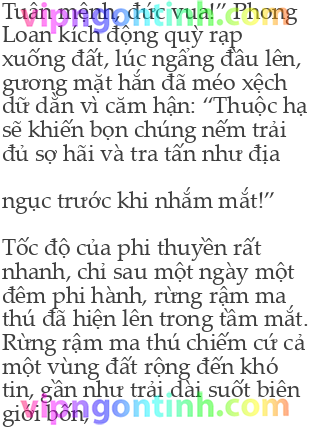 Tuân mệnh, đức vua!” Phong
Loan kích động quỳ rạp
xuống đất, lúc ngẩng đầu lên,
gương mặt hắn đã méo xệch
dữ dằn vì căm hận: “Thuộc hạ
sẽ khiến bọn chúng nếm trải
đủ sợ hãi và tra tấn như địa
ngục trước khi nhắm mắt!”
Tốc độ của phi thuyền rất
nhanh, chỉ sau một ngày một
đêm phi hành, rừng rậm ma
thú đã hiện lên trong tầm mắt.
Rừng rậm ma thú chiếm cứ cả
một vùng đất rộng đến khó
tin, gần như trải dài suốt biên
giới bốn,
vipngontinh.com
vipngontinh.com